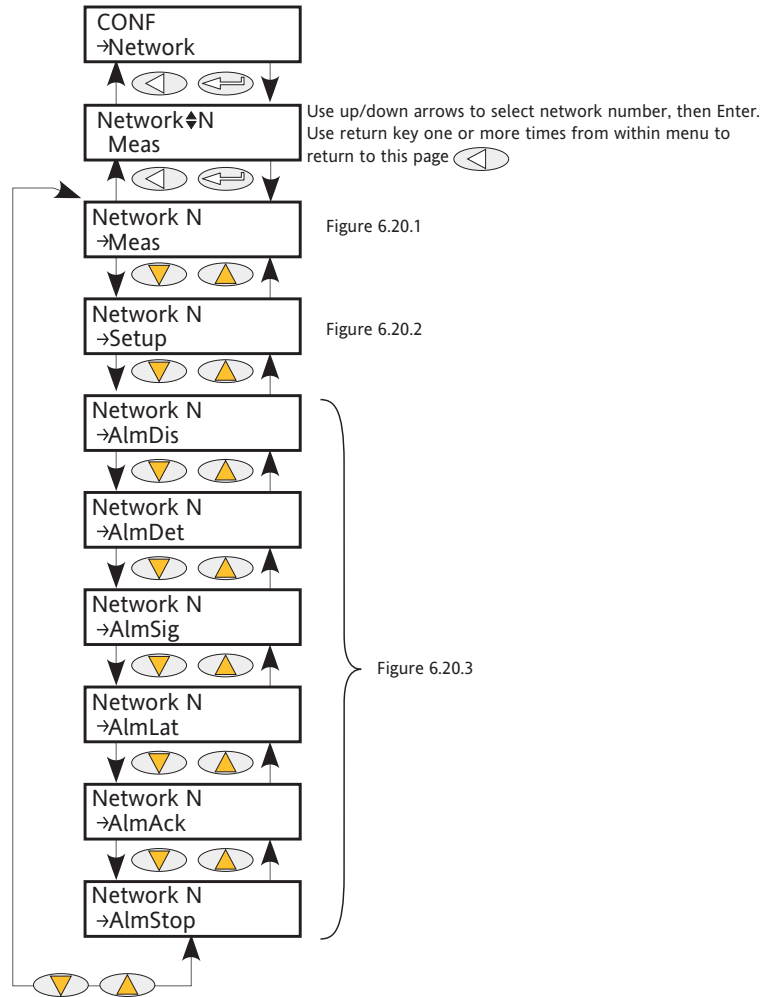 CONF
→Network
Network♦N
Meas
Use up/down arrows to select network number, then Enter.
Use return key one or more times from within menu to
return to this page
Network N
→Meas
Figure 6.20.1
Network N
→Setup
Figure 6.20.2
Network N
→AlmDis
Network N
→AlmDet
Network N
→AlmSig
Figure 6.20.3
Network N
→AlmLat
Network N
→AlmAck
Network N
→AlmStop